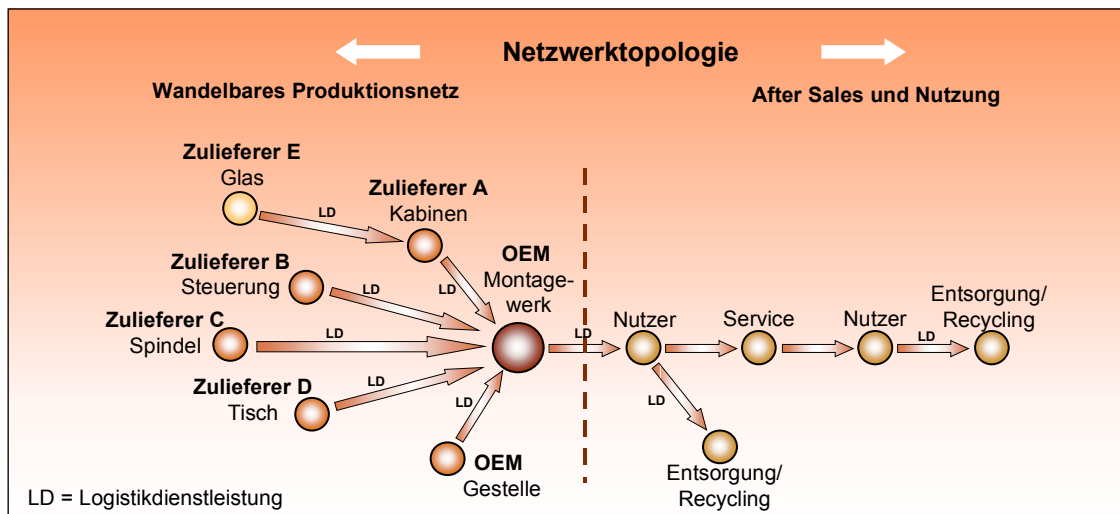 Netzwerktopologie
Wandelbares Produktionsnetz
After Sales und Nutzung
Zulieferer E
Glas
LD
Zulieferer A
Kabinen
LD
Zulieferer B
Steuerung
LD
OEM
Montage-
werk
Zulieferer C
Spindel
LD
Zulieferer D
Tisch
LD
LD
OEM
Gestelle
LD
Nutzer
Service
Nutzer
LD
Entsorgung/
Recycling
LD
Entsorgung/
Recycling
LD = Logistikdienstleistung